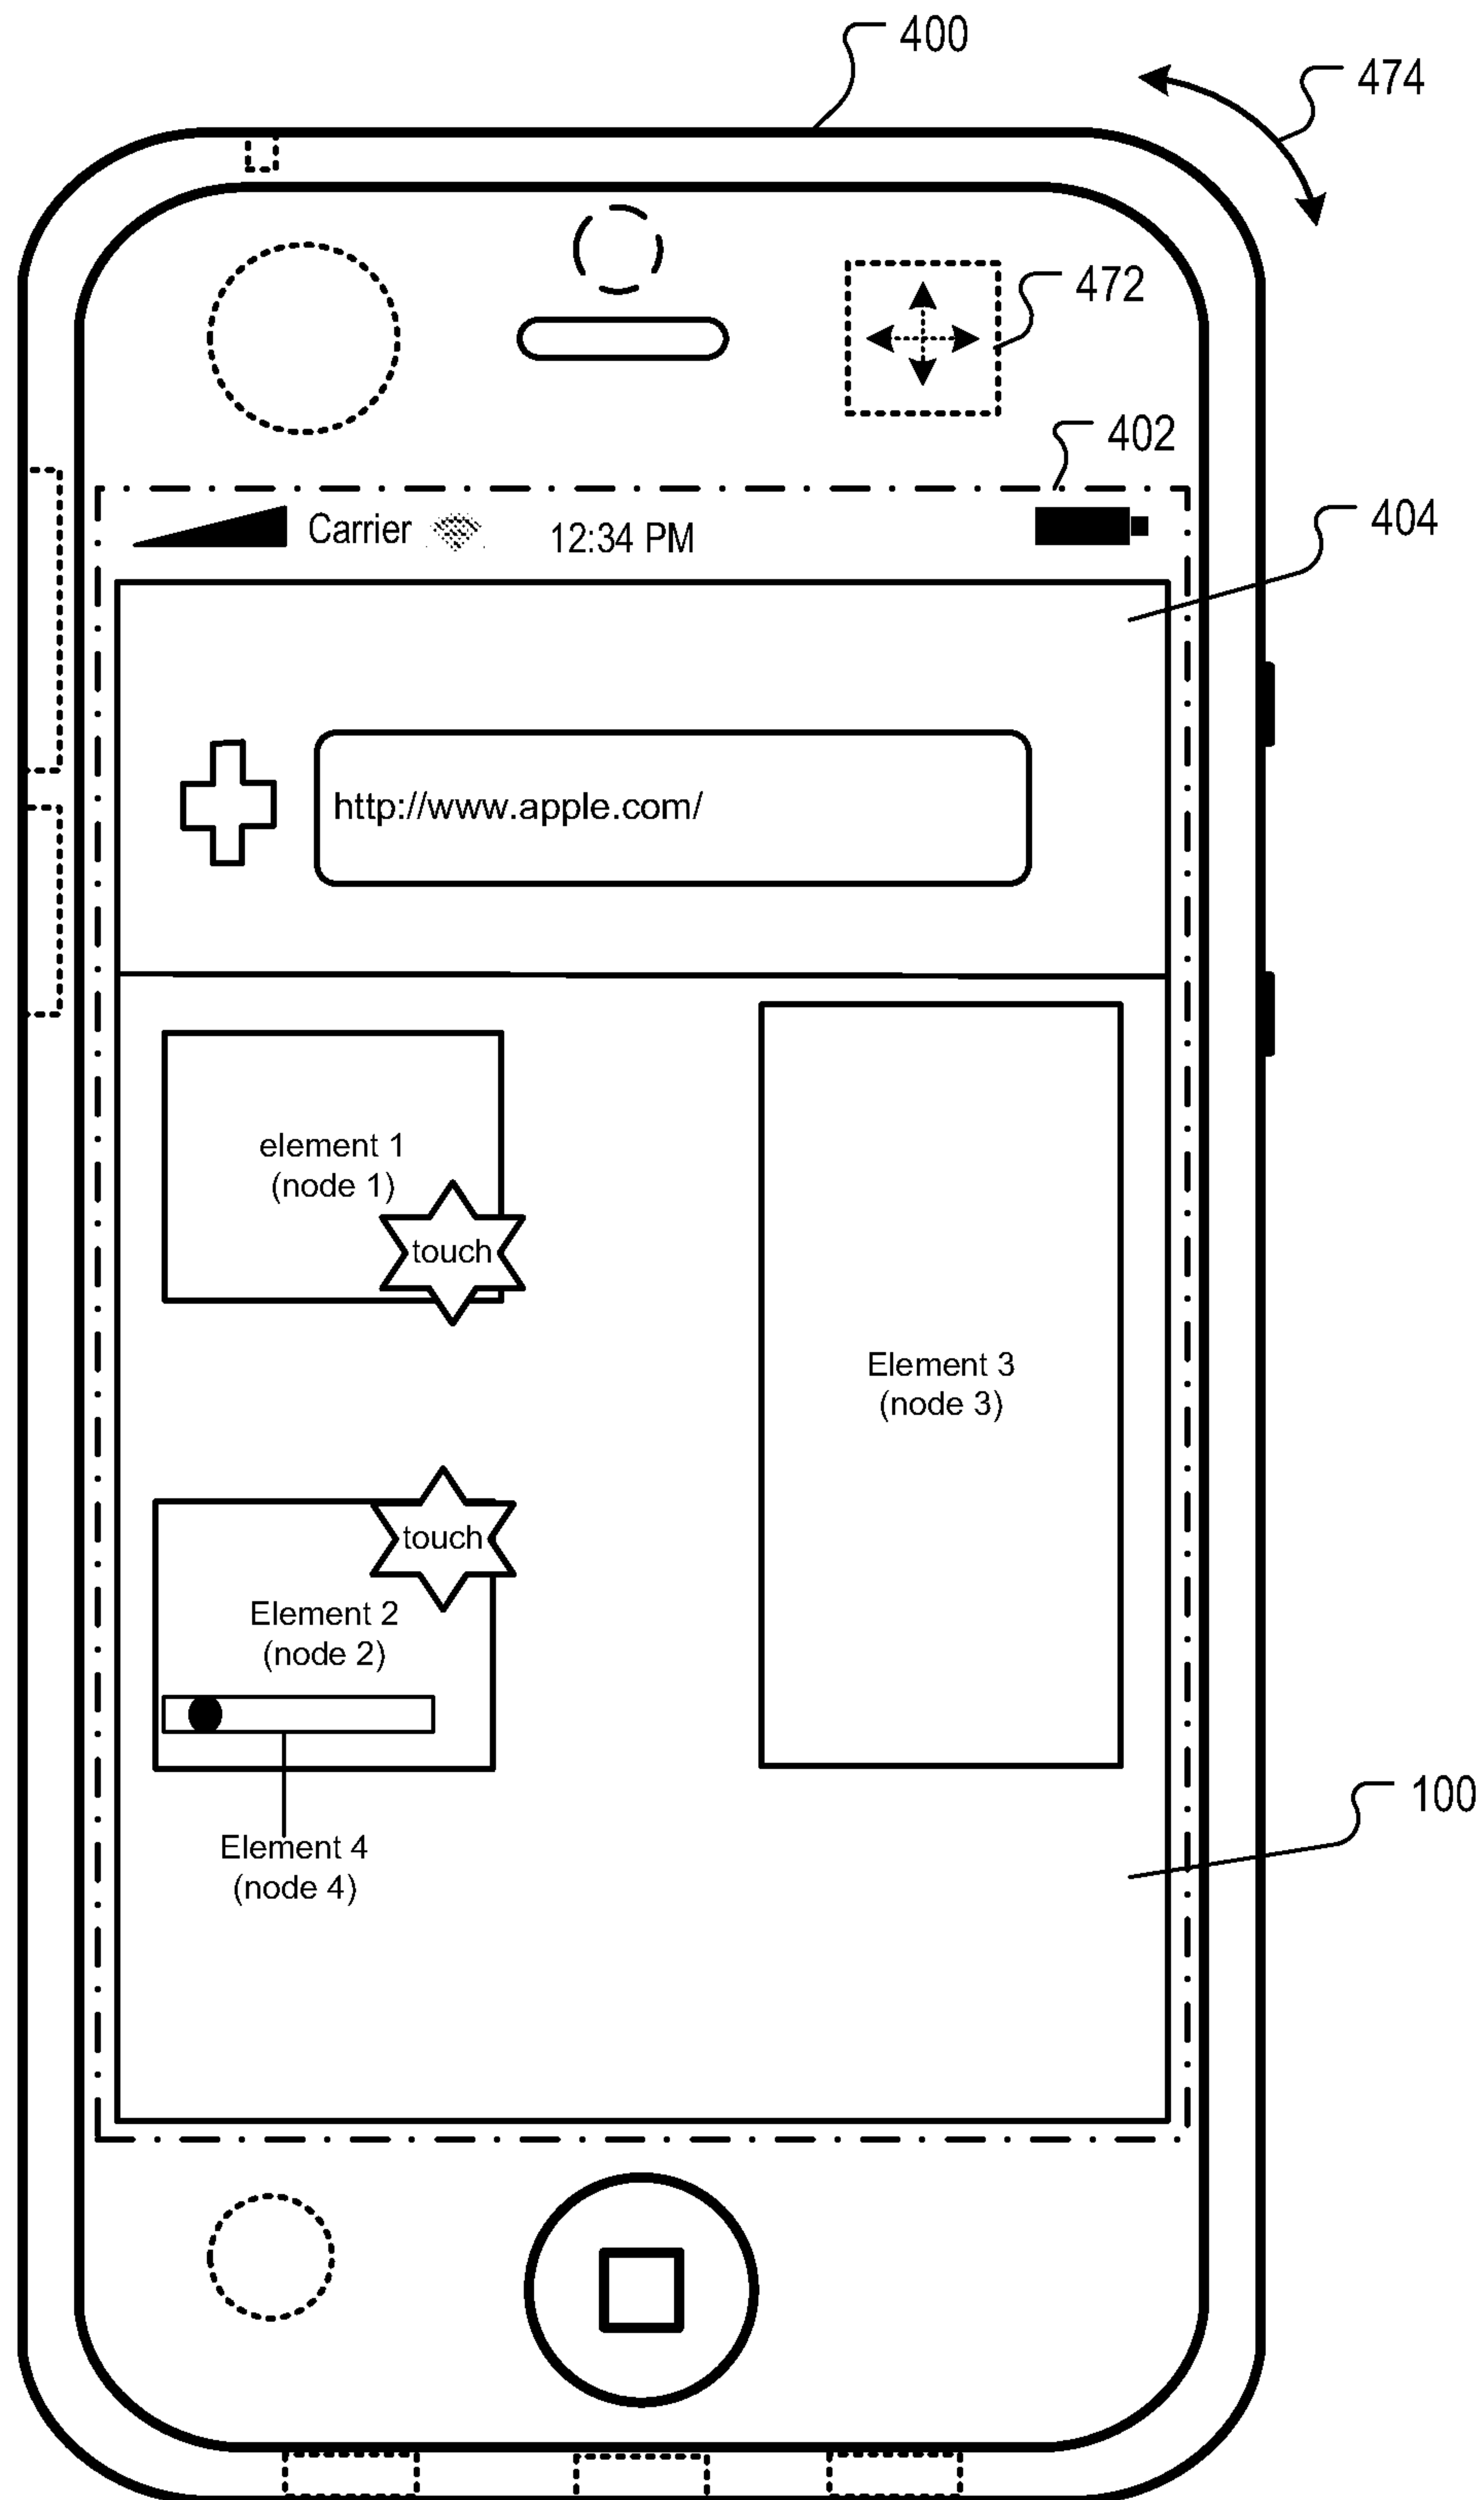 400
474
472
402
Carrier 12:34 PM
404
http://www.apple.com/
element 1
(node 1)
touch
Element 3
(node 3)
touch
Element 2
(node 2)
100
Element 4
(node 4)